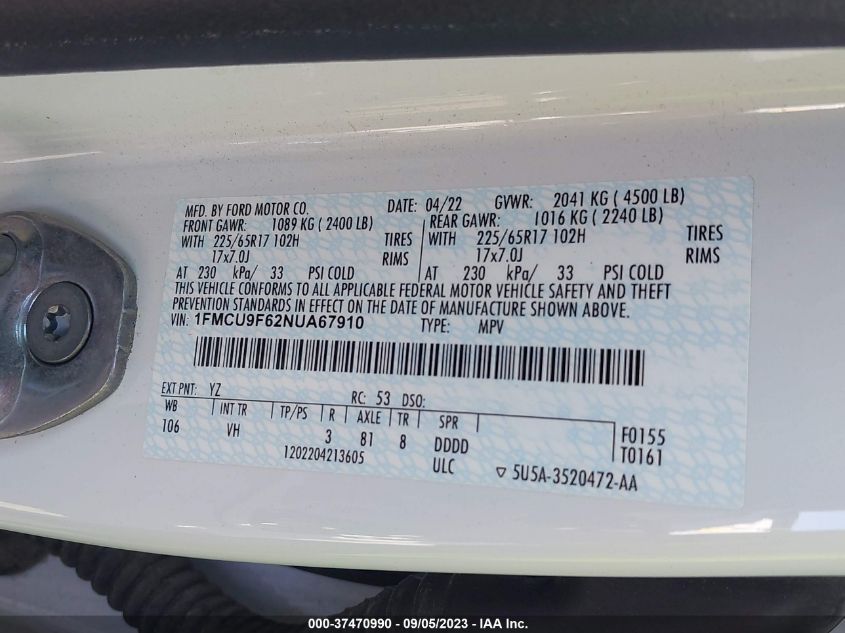 MFD. BY FORD MOTOR CO. DATE: 04/22 GVWR: 2041 KG ( 4500 LB)
FRONT GAWR: 1089 KG ( 2400 LB) REAR GAWR: 1016 KG ( 2240 LB)
WITH 225/65R17 102H TIRES WITH 225/65R17 102H TIRES
17x7.0J RIMS 17x7.0J RIMS
AT 230 kPa/ 33 PSI COLD AT 230 kPa/ 33 PSI COLD
THIS VEHICLE CONFORMS TO ALL APPLICABLE FEDERAL MOTOR VEHICLE SAFETY AND THEFT
PREVENTION STANDARDS IN EFFECT ON THE DATE OF MANUFACTURE SHOWN ABOVE.
VIN: 1FMCU9F62NUA67910 TYPE: MPV
EXT PNT: YZ RC: 53 DSO:
WB INT TR TP/PS R AXLE TR SPR
106 VH 3 81 8 DDDD F0155
1202204213605 ULC T0161
5U5A-3520472-AA
000-37470990 | 09/05/2023 - IAA Inc.